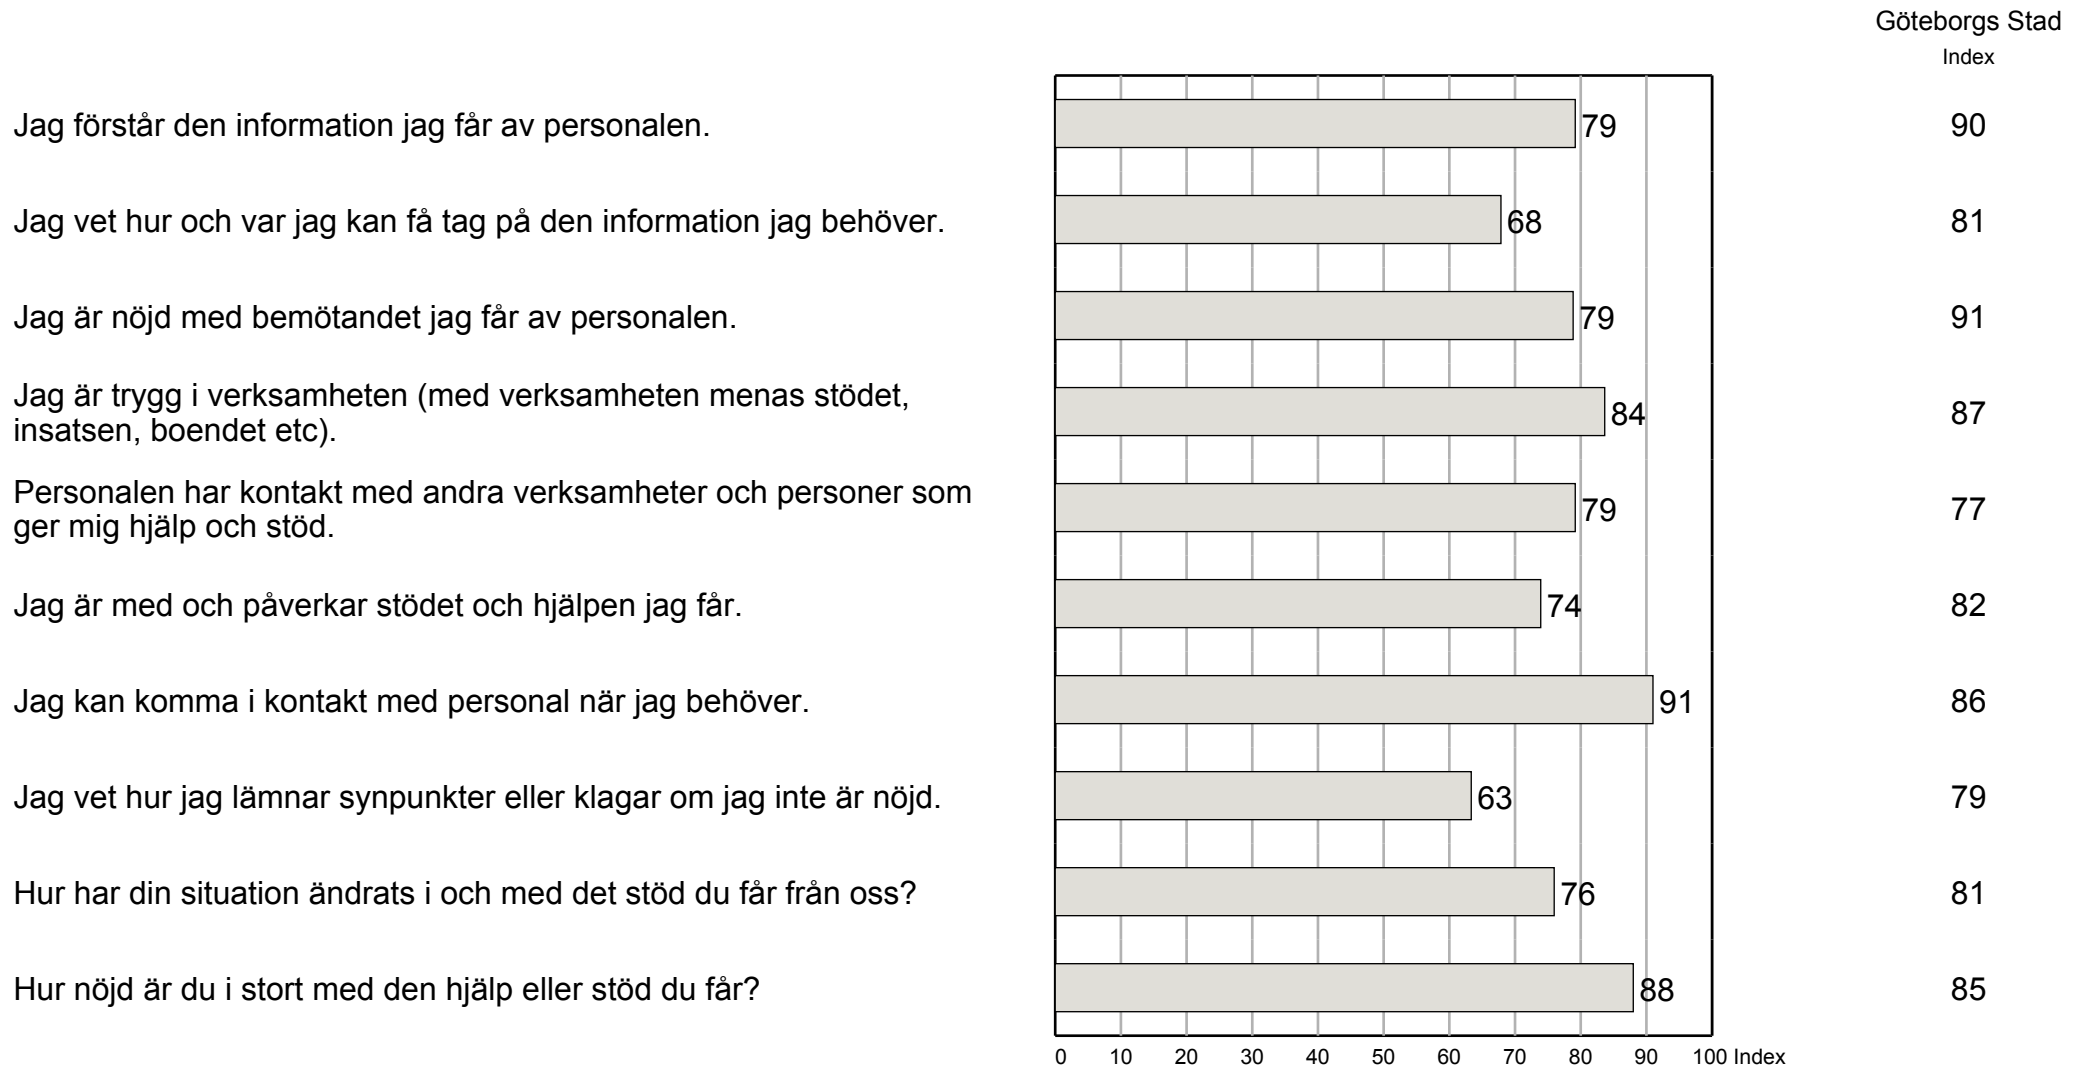 Göteborgs Stad
Index
Jag förstår den information jag får av personalen. 79 90
Jag vet hur och var jag kan få tag på den information jag behöver. 68 81
Jag är nöjd med bemötandet jag får av personalen. 79 91
Jag är trygg i verksamheten (med verksamheten menas stödet,
insatsen, boendet etc). 84 87
Personalen har kontakt med andra verksamheter och personer som
ger mig hjälp och stöd. 79 77
Jag är med och påverkar stödet och hjälpen jag får. 74 82
Jag kan komma i kontakt med personal när jag behöver. 91 86
Jag vet hur jag lämnar synpunkter eller klagar om jag inte är nöjd. 63 79
Hur har din situation ändrats i och med det stöd du får från oss? 76 81
Hur nöjd är du i stort med den hjälp eller stöd du får? 88 85
0 10 20 30 40 50 60 70 80 90 100 Index